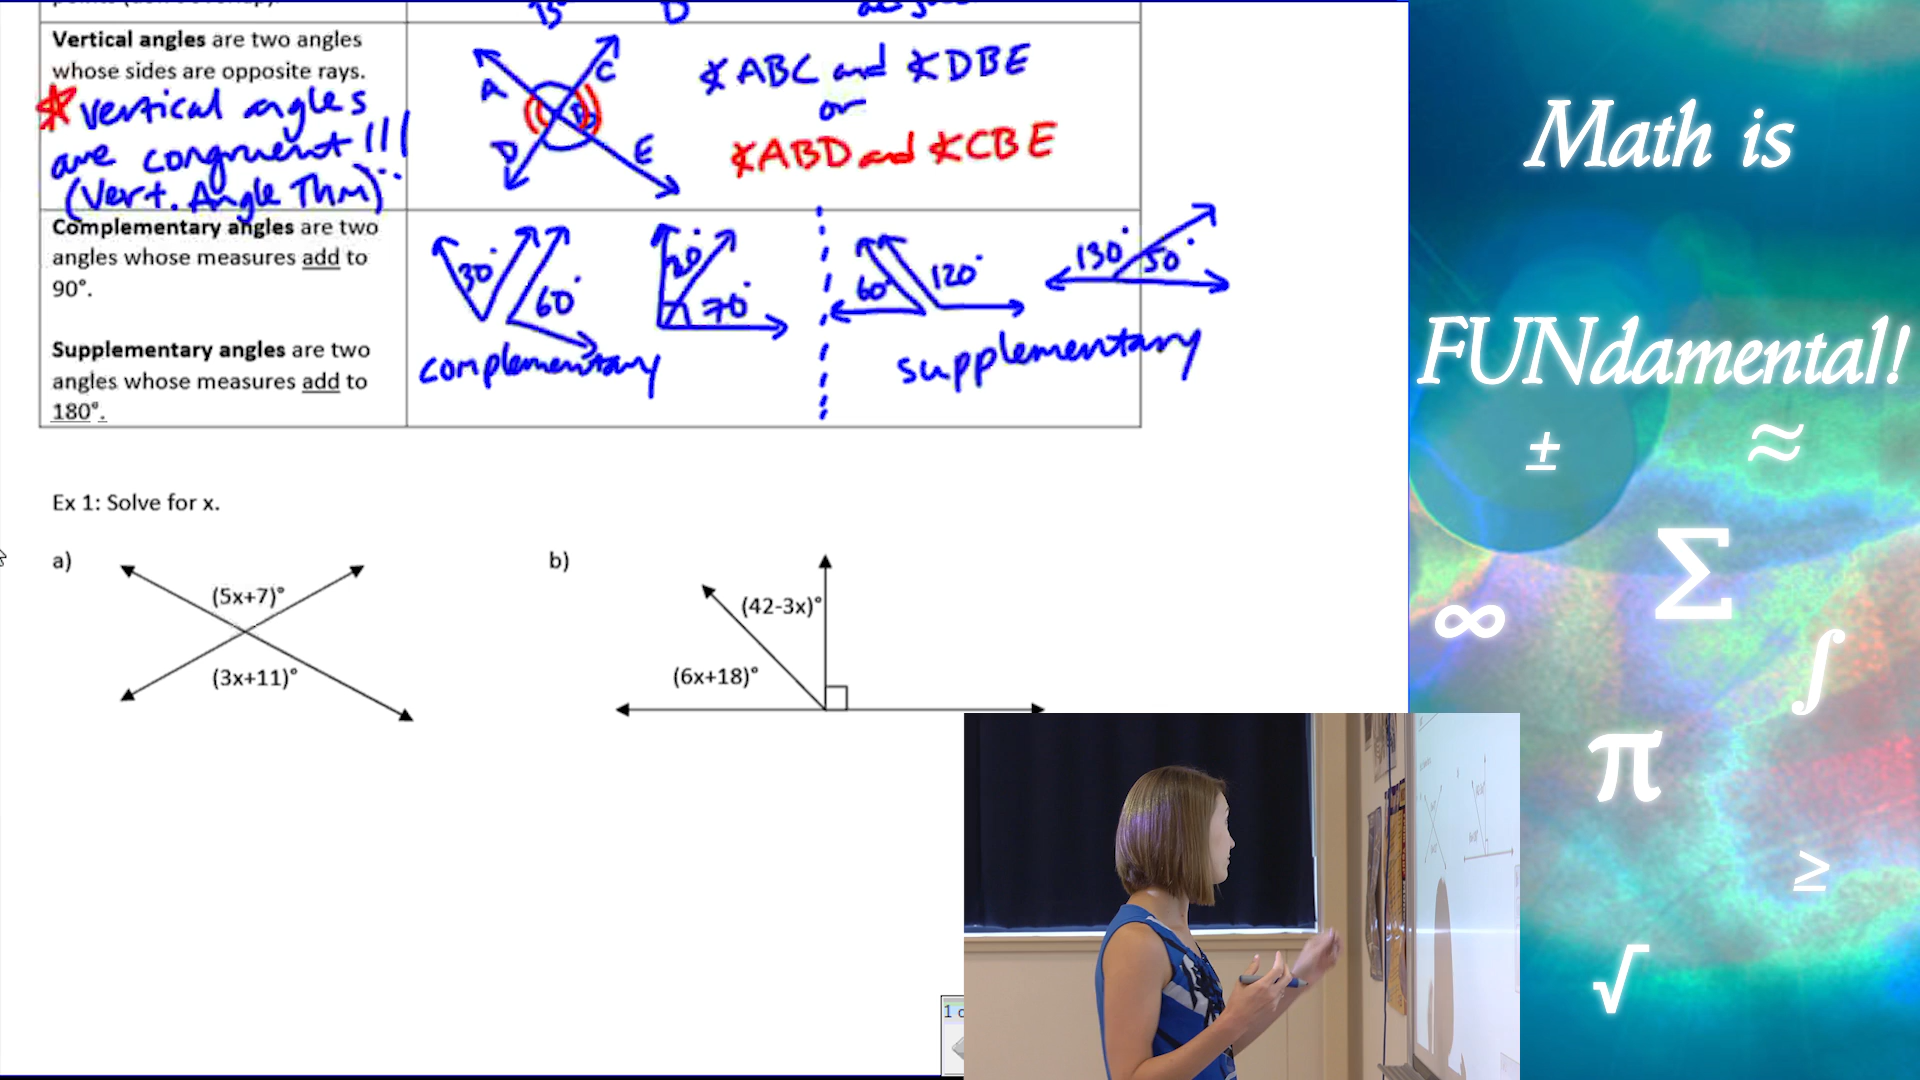 Vertical angles are two angles
whose sides are opposite rays.
* vertical angles
are congruent !!!
(Vert. Angle Thm)
A
C
B
D
E
∡ABC and ∡DBE
or
∡ABD and ∡CBE
Complementary angles are two
angles whose measures add to
90°.
Supplementary angles are two
angles whose measures add to
180°.
30°
60°
20°
70°
complementary
60°
120°
130°
50°
supplementary
Ex 1: Solve for x.
a)
(5x+7)°
(3x+11)°
b)
(42-3x)°
(6x+18)°
Math is
FUNdamental!
± ≈
Σ
∞
∫
π
≥
√